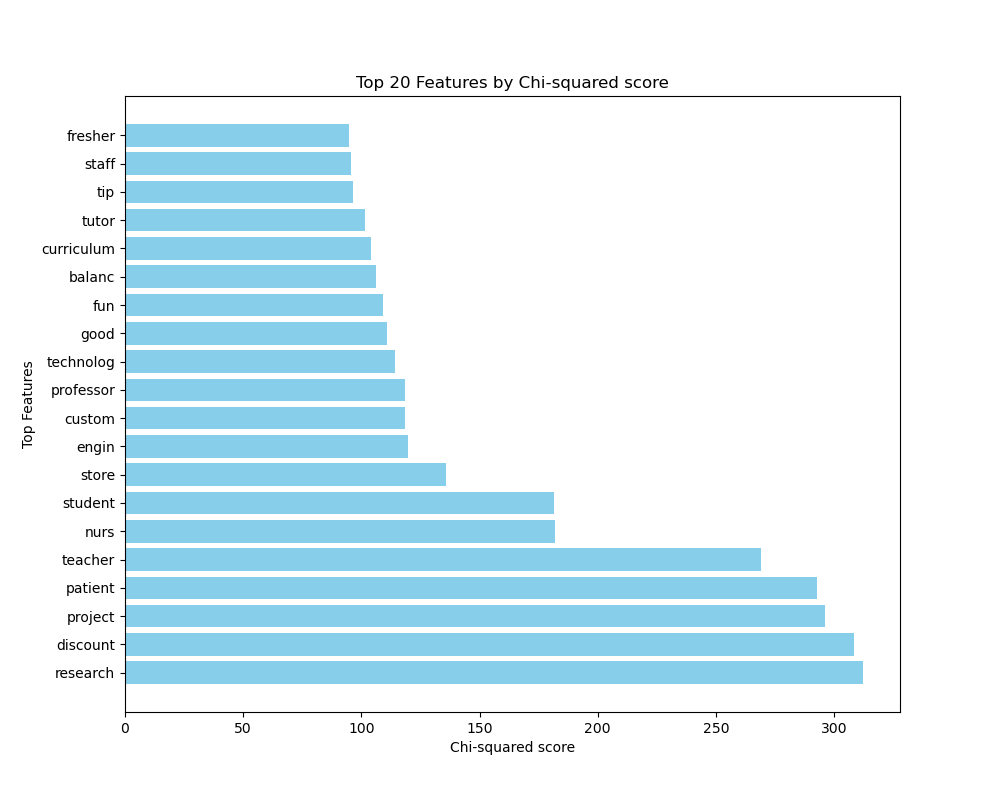 Top 20 Features by Chi-squared score
Top Features
fresher
staff
tip
tutor
curriculum
balanc
fun
good
technolog
professor
custom
engin
store
student
nurs
teacher
patient
project
discount
research
0 50 100 150 200 250 300
Chi-squared score